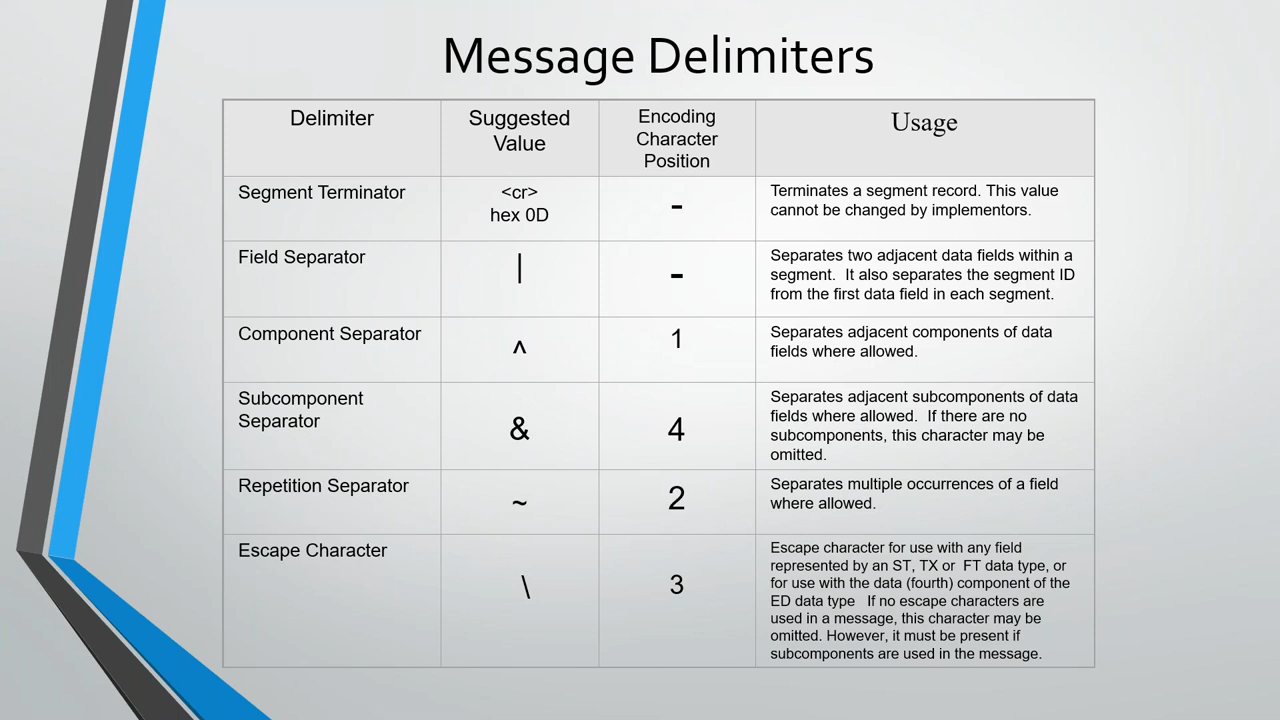 Message Delimiters
Delimiter
Suggested
Value
Encoding
Character
Position
Usage
Segment Terminator
<cr>
hex 0D
-
Terminates a segment record. This value
cannot be changed by implementors.
Field Separator
|
-
Separates two adjacent data fields within a
segment.  It also separates the segment ID
from the first data field in each segment.
Component Separator
^
1
Separates adjacent components of data
fields where allowed.
Subcomponent
Separator
&
4
Separates adjacent subcomponents of data
fields where allowed.  If there are no
subcomponents, this character may be
omitted.
Repetition Separator
~
2
Separates multiple occurrences of a field
where allowed.
Escape Character
\
3
Escape character for use with any field
represented by an ST, TX or  FT data type, or
for use with the data (fourth) component of the
ED data type   If no escape characters are
used in a message, this character may be
omitted. However, it must be present if
subcomponents are used in the message.